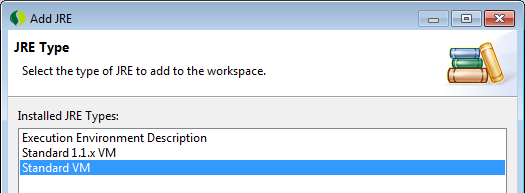 Add JRE
JRE Type
Select the type of JRE to add to the workspace.
Installed JRE Types:
Execution Environment Description
Standard 1.1.x VM
Standard VM